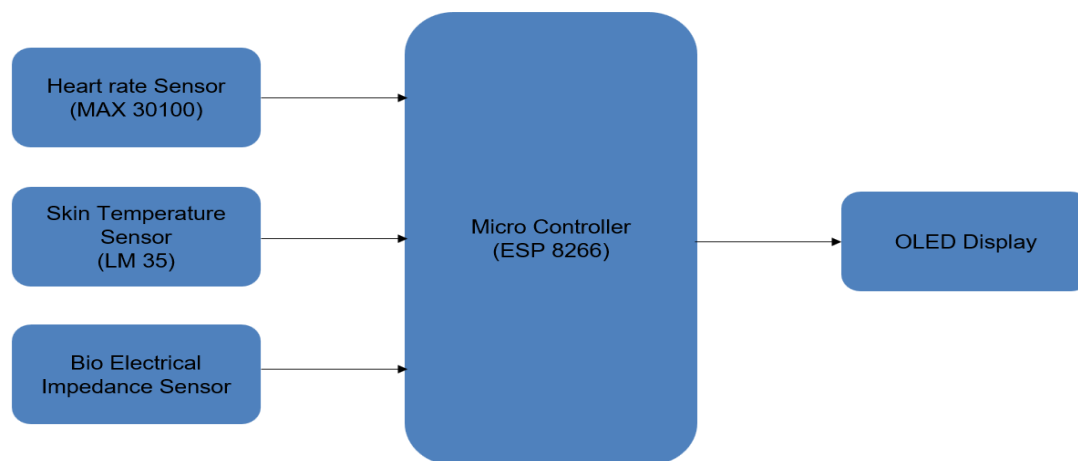 Heart rate Sensor
(MAX 30100)
Skin Temperature
Sensor
(LM 35)
Bio Electrical
Impedance Sensor
Micro Controller
(ESP 8266)
OLED Display